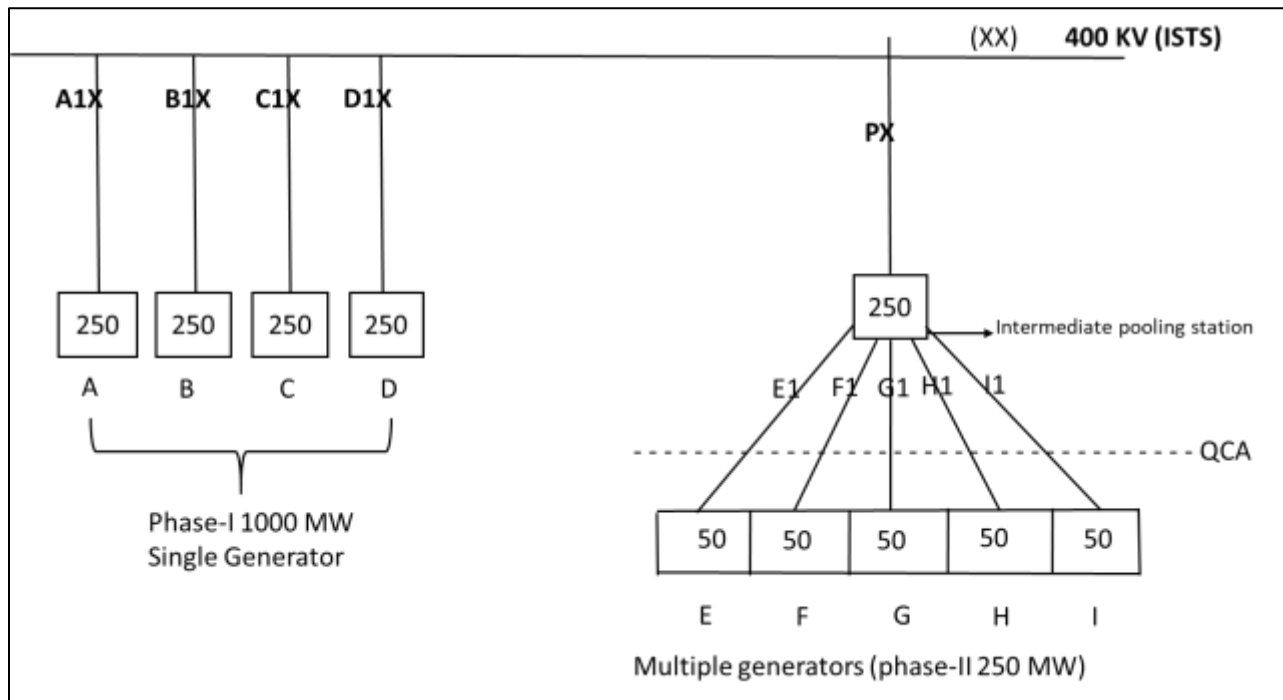 (XX) 400 KV (ISTS)
A1X B1X C1X D1X
PX
250 250 250 250
A B C D
Phase-I 1000 MW
Single Generator
250
Intermediate pooling station
E1 F1 G1 H1 I1
QCA
50 50 50 50 50
E F G H I
Multiple generators (phase-II 250 MW)